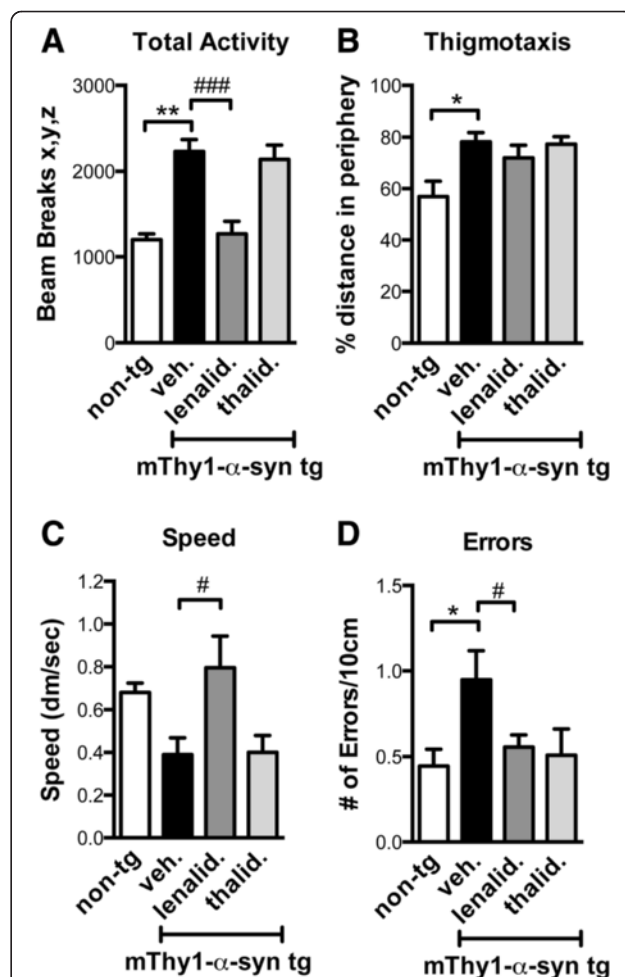 A
Total Activity
Beam Breaks x,y,z
3000
2000
1000
0
**
###
non-tg
veh.
lenalid.
thalid.
mThy1-α-syn tg
B
Thigmotaxis
% distance in periphery
100
80
60
40
20
0
*
non-tg
veh.
lenalid.
thalid.
mThy1-α-syn tg
C
Speed
Speed (dm/sec)
1.2
1.0
0.8
0.6
0.4
0.2
0.0
#
non-tg
veh.
lenalid.
thalid.
mThy1-α-syn tg
D
Errors
# of Errors/10cm
1.5
1.0
0.5
0.0
*
#
non-tg
veh.
lenalid.
thalid.
mThy1-α-syn tg